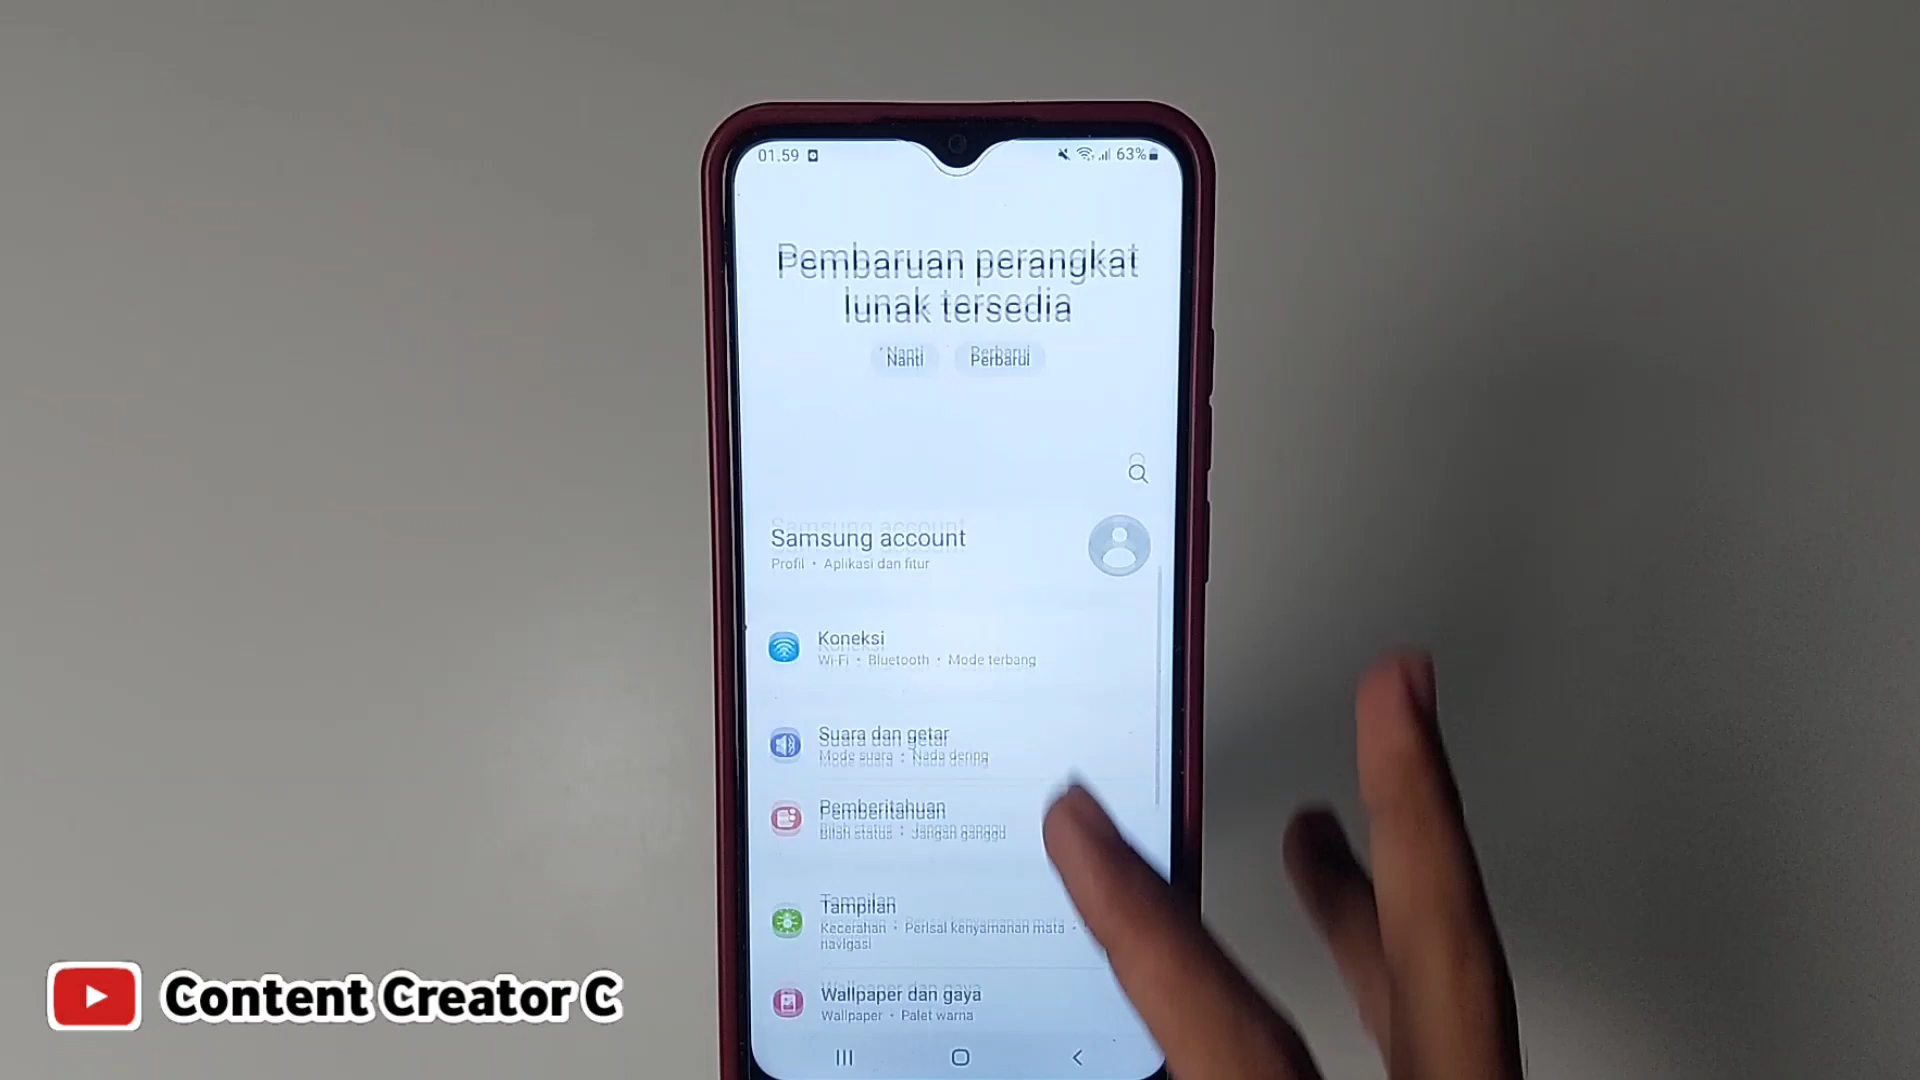 01.59
63%
Pembaruan perangkat
lunak tersedia
Nanti Perbarui
Samsung account
Profil • Aplikasi dan fitur
Koneksi
Wi-Fi • Bluetooth • Mode terbang
Suara dan getar
Mode suara • Nada dering
Pemberitahuan
Bilah status • Jangan ganggu
Tampilan
Kecerahan • Perisai kenyamanan mata •
navigasi
Wallpaper dan gaya
Wallpaper • Palet warna
Content Creator C